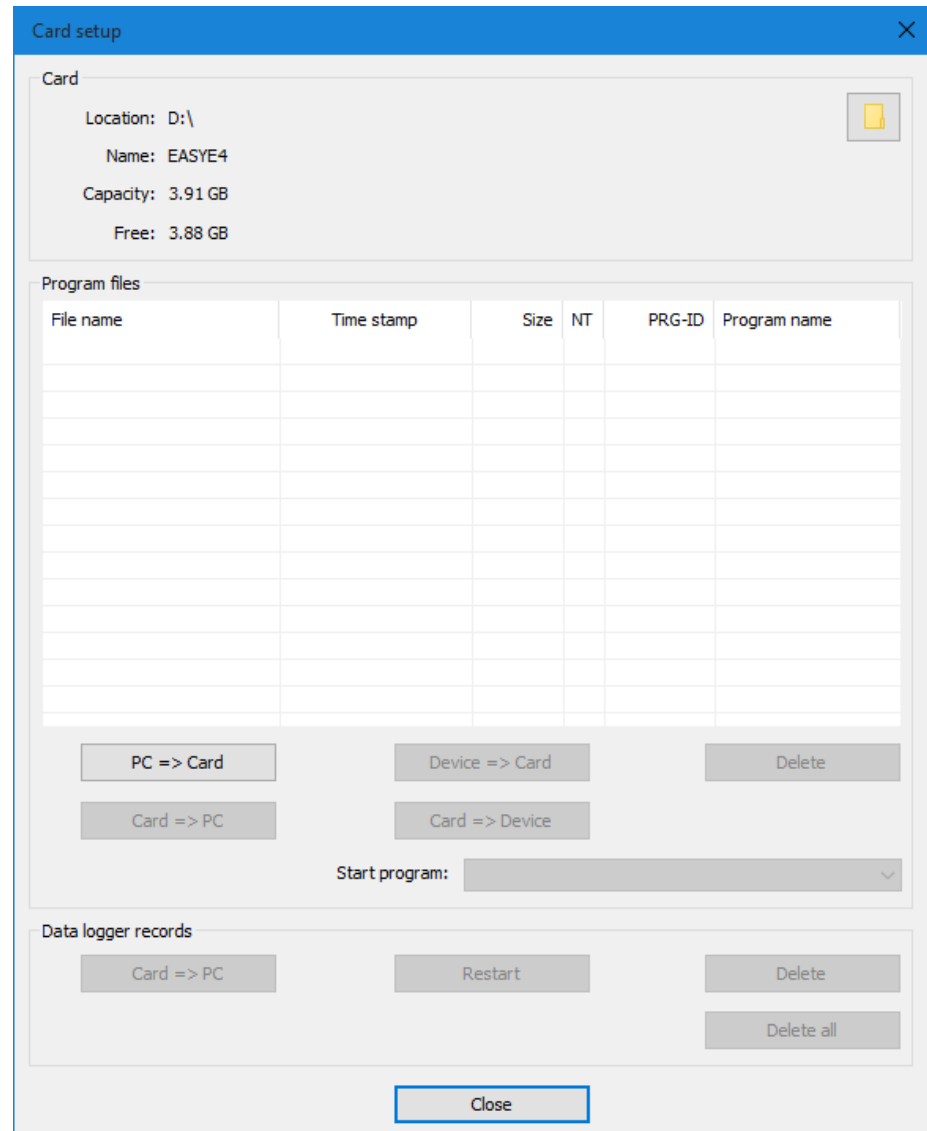 Card setup
Card
Location: D:\
Name: EASYE4
Capacity: 3.91 GB
Free: 3.88 GB
Program files
File name Time stamp Size NT PRG-ID Program name
PC => Card Device => Card Delete
Card => PC Card => Device
Start program:
Data logger records
Card => PC Restart Delete
Delete all
Close